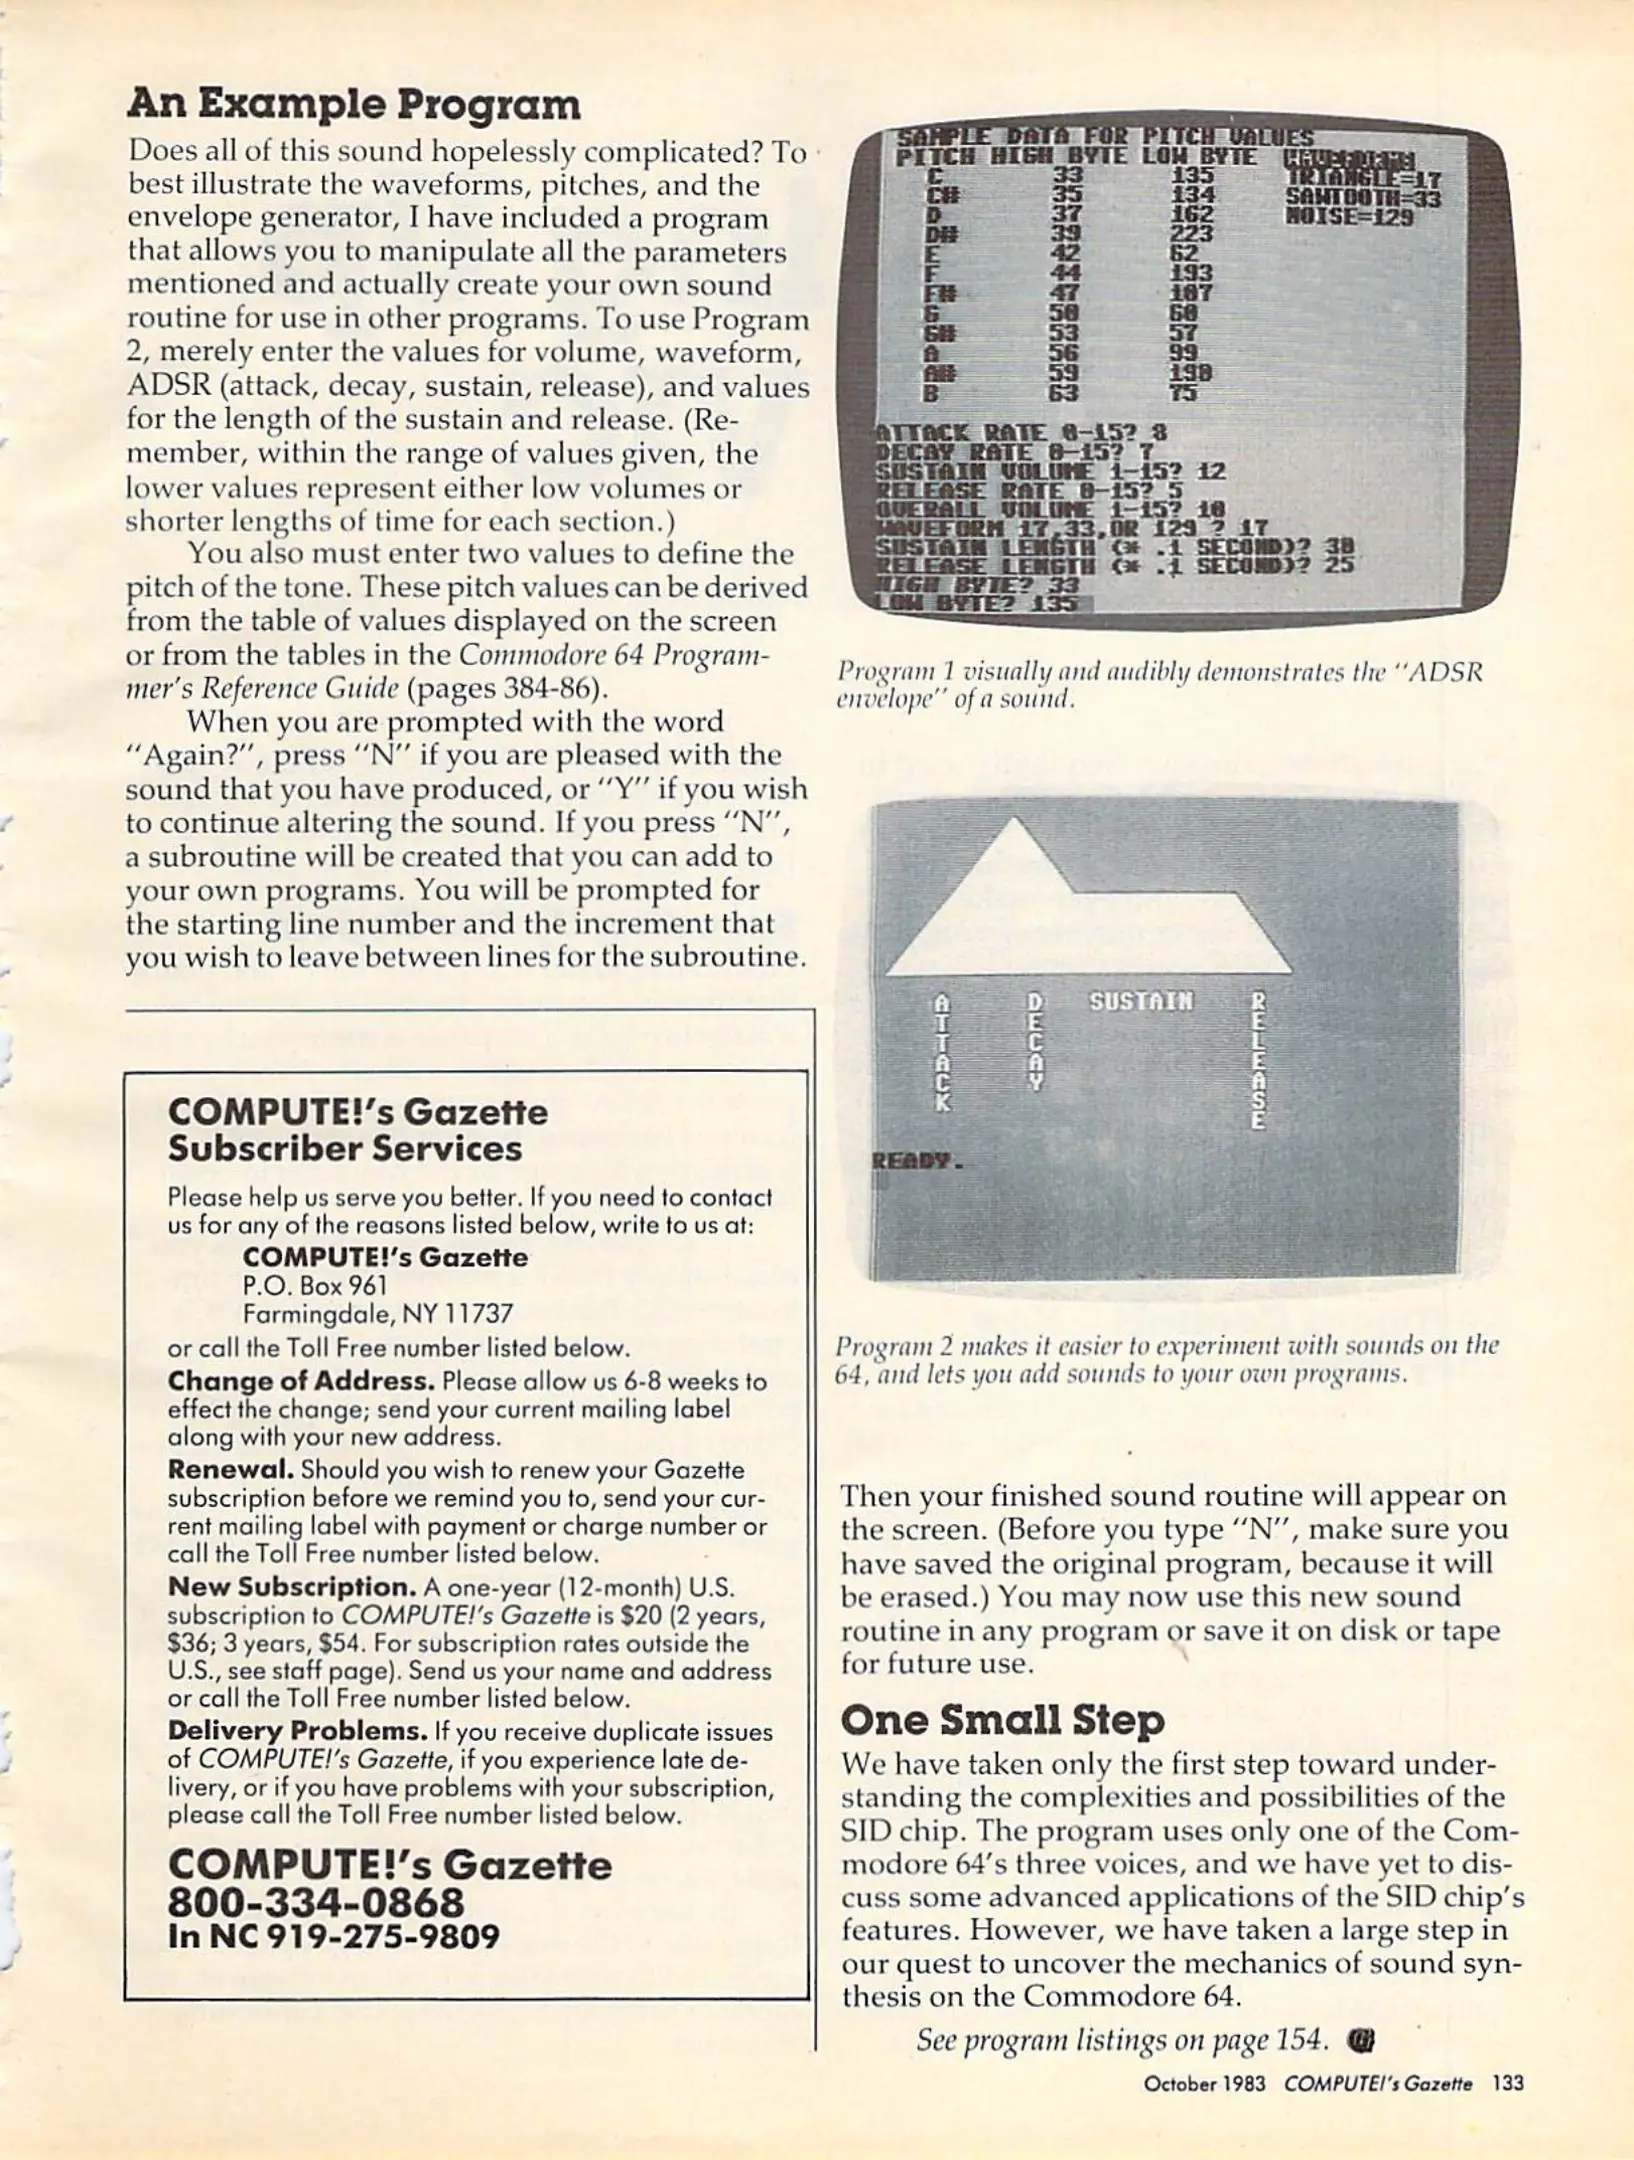 An Example Program
Does all of this sound hopelessly complicated? To
best illustrate the waveforms, pitches, and the
envelope generator, I have included a program
that allows you to manipulate all the parameters
mentioned and actually create your own sound
routine for use in other programs. To use Program
2, merely enter the values for volume, waveform,
ADSR (attack, decay, sustain, release), and values
for the length of the sustain and release. (Re-
member, within the range of values given, the
lower values represent either low volumes or
shorter lengths of time for each section.)
You also must enter two values to define the
pitch of the tone. These pitch values can be derived
from the table of values displayed on the screen
or from the tables in the Commodore 64 Program-
mer's Reference Guide (pages 384-86).
When you are prompted with the word
"Again?", press "N" if you are pleased with the
sound that you have produced, or "Y" if you wish
to continue altering the sound. If you press "N",
a subroutine will be created that you can add to
your own programs. You will be prompted for
the starting line number and the increment that
you wish to leave between lines for the subroutine.
COMPUTE!'s Gazette
Subscriber Services
Please help us serve you better. If you need to contact
us for any of the reasons listed below, write to us at:
COMPUTE!'s Gazette
P.O. Box 961
Farmingdale, NY 11737
or call the Toll Free number listed below.
Change of Address. Please allow us 6-8 weeks to
effect the change; send your current mailing label
along with your new address.
Renewal. Should you wish to renew your Gazette
subscription before we remind you to, send your cur-
rent mailing label with payment or charge number or
call the Toll Free number listed below.
New Subscription. A one-year (12-month) U.S.
subscription to COMPUTE!'s Gazette is $20 (2 years,
$36; 3 years, $54. For subscription rates outside the
U.S., see staff page). Send us your name and address
or call the Toll Free number listed below.
Delivery Problems. If you receive duplicate issues
of COMPUTE!'s Gazette, if you experience late de-
livery, or if you have problems with your subscription,
please call the Toll Free number listed below.
COMPUTE!'s Gazette
800-334-0868
In NC 919-275-9809
SAMPLE DATA FOR PITCH VALUES
PITCH HIGH BYTE LOW BYTE WAVEFORM
C 33 135 TRIANGLE=17
C# 35 134 SAWTOOTH=33
D 37 162 NOISE=129
D# 39 223
E 42 62
F 44 193
F# 47 107
G 50 60
G# 53 57
A 56 99
A# 59 190
B 63 75
ATTACK RATE 0-15? 8
DECAY RATE 0-15? 7
SUSTAIN VOLUME 1-15? 12
RELEASE RATE 0-15? 5
OVERALL VOLUME 1-15? 10
WAVEFORM 17,33,OR 129 ? 17
SUSTAIN LENGTH (* .1 SECOND)? 30
RELEASE LENGTH (* .1 SECOND)? 25
HIGH BYTE? 33
LOW BYTE? 135
Program 1 visually and audibly demonstrates the "ADSR
envelope" of a sound.
ATTACK
DECAY
SUSTAIN
RELEASE
READY.
Program 2 makes it easier to experiment with sounds on the
64, and lets you add sounds to your own programs.
Then your finished sound routine will appear on
the screen. (Before you type "N", make sure you
have saved the original program, because it will
be erased.) You may now use this new sound
routine in any program or save it on disk or tape
for future use.
One Small Step
We have taken only the first step toward under-
standing the complexities and possibilities of the
SID chip. The program uses only one of the Com-
modore 64's three voices, and we have yet to dis-
cuss some advanced applications of the SID chip's
features. However, we have taken a large step in
our quest to uncover the mechanics of sound syn-
thesis on the Commodore 64.
See program listings on page 154.
October 1983 COMPUTE!'s Gazette 133